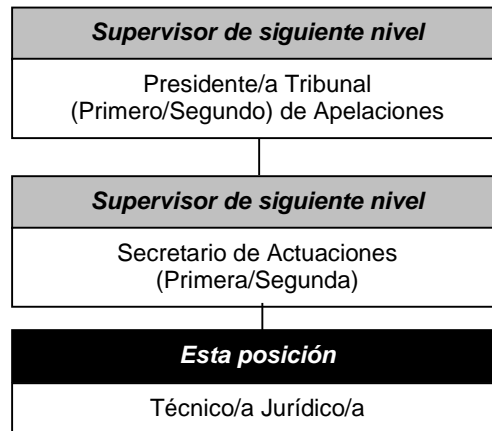 Supervisor de siguiente nivel
Presidente/a Tribunal
(Primero/Segundo) de Apelaciones
Supervisor de siguiente nivel
Secretario de Actuaciones
(Primera/Segunda)
Esta posición
Técnico/a Jurídico/a